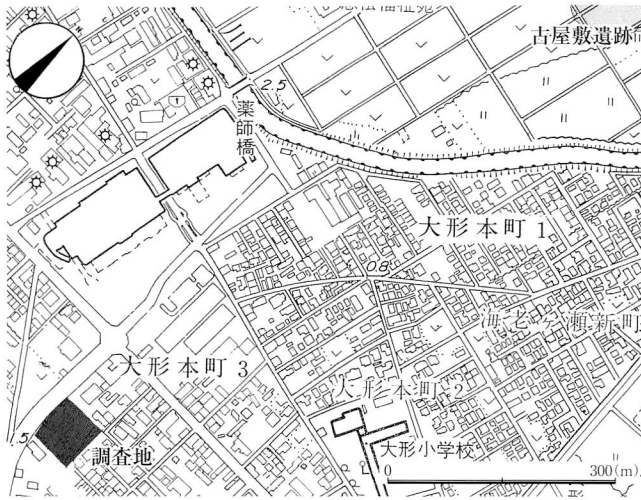 古屋敷遺跡
2.5
薬師橋
大形本町1
0.8
海老ヶ瀬新町
大形本町3
大形本町2
.5
調査地
大形小学校
0 300(m)